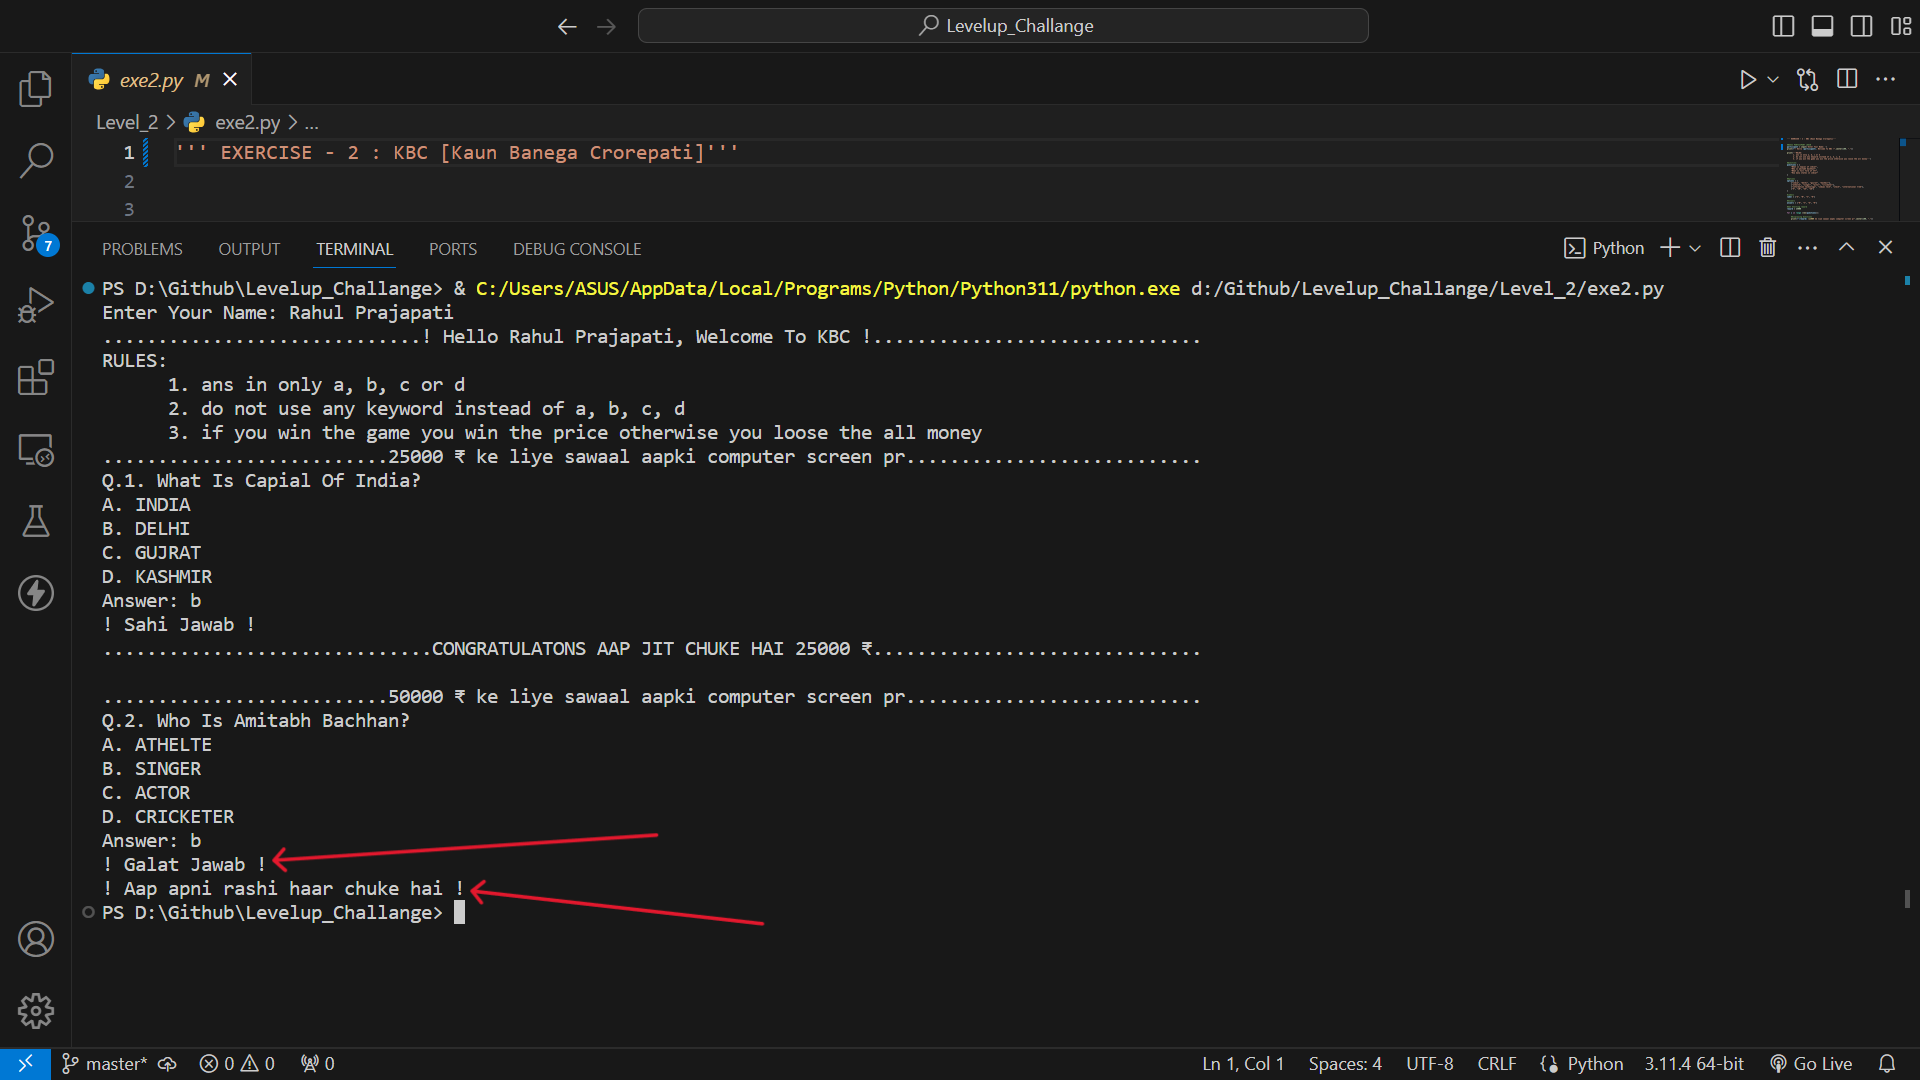 Levelup_Challange
exe2.py M
Level_2 > exe2.py > ...
1 ''' EXERCISE - 2 : KBC [Kaun Banega Crorepati]'''
2
3
7
PROBLEMS OUTPUT TERMINAL PORTS DEBUG CONSOLE Python
PS D:\Github\Levelup_Challange> & C:/Users/ASUS/AppData/Local/Programs/Python/Python311/python.exe d:/Github/Levelup_Challange/Level_2/exe2.py
Enter Your Name: Rahul Prajapati
.............................! Hello Rahul Prajapati, Welcome To KBC !..............................
RULES:
1. ans in only a, b, c or d
2. do not use any keyword instead of a, b, c, d
3. if you win the game you win the price otherwise you loose the all money
..........................25000 ₹ ke liye sawaal aapki computer screen pr...........................
Q.1. What Is Capial Of India?
A. INDIA
B. DELHI
C. GUJRAT
D. KASHMIR
Answer: b
! Sahi Jawab !
..............................CONGRATULATONS AAP JIT CHUKE HAI 25000 ₹..............................
..........................50000 ₹ ke liye sawaal aapki computer screen pr...........................
Q.2. Who Is Amitabh Bachhan?
A. ATHELTE
B. SINGER
C. ACTOR
D. CRICKETER
Answer: b
! Galat Jawab !
! Aap apni rashi haar chuke hai !
PS D:\Github\Levelup_Challange>
master* 0 0 0 Ln 1, Col 1 Spaces: 4 UTF-8 CRLF Python 3.11.4 64-bit Go Live